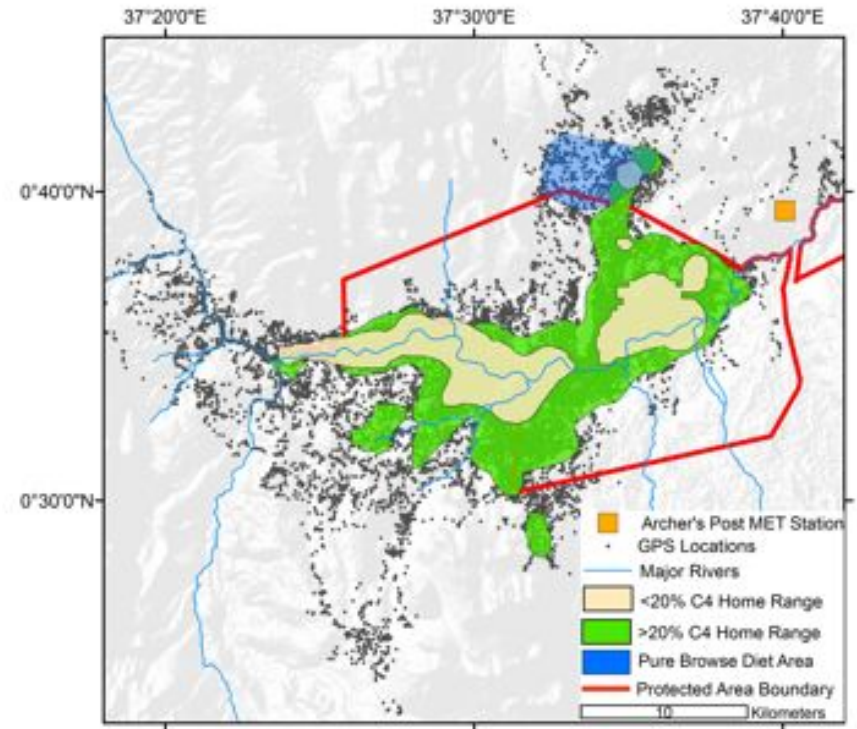 37°20'0"E
37°30'0"E
37°40'0"E
0°40'0"N
0°30'0"N
Archer's Post MET Station
GPS Locations
Major Rivers
<20% C4 Home Range
>20% C4 Home Range
Pure Browse Diet Area
Protected Area Boundary
10 Kilometers